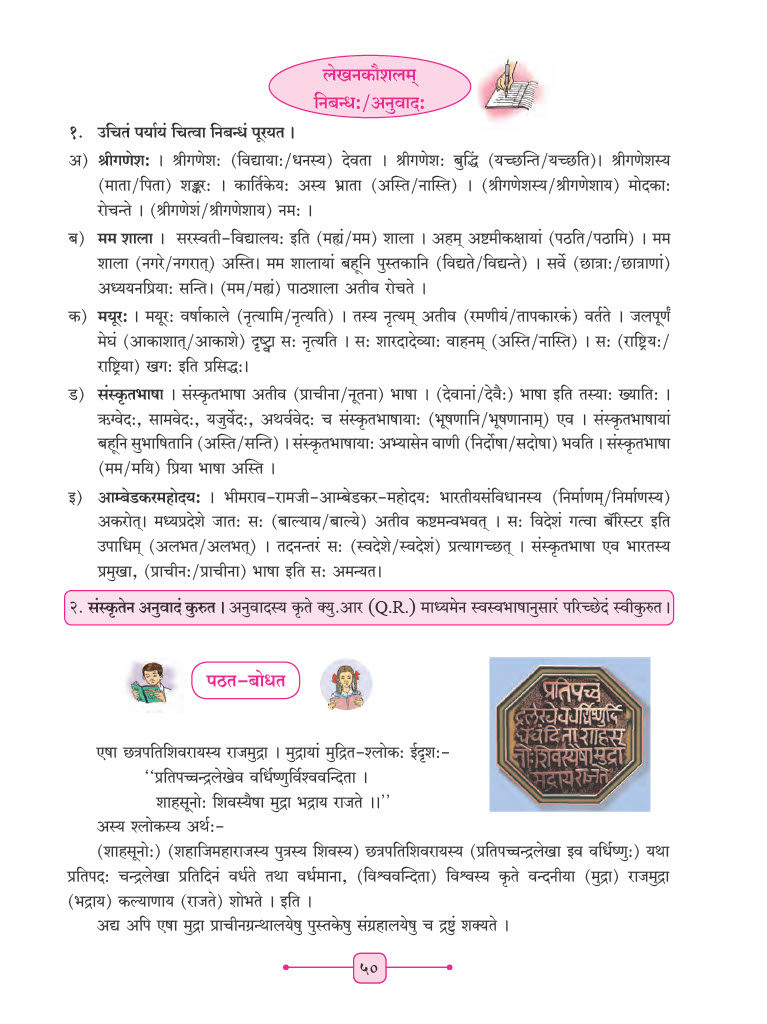 लेखनकौशलम्
निबन्धः/अनुवादः
१. उचितं पर्यायं चित्वा निबन्धं पूरयत ।
अ) श्रीगणेशः । श्रीगणेशः (विद्यायाः/धनस्य) देवता । श्रीगणेशः बुद्धिं (यच्छन्ति/यच्छति)। श्रीगणेशस्य
(माता/पिता) शङ्करः । कार्तिकेयः अस्य भ्राता (अस्ति/नास्ति) । (श्रीगणेशस्य/श्रीगणेशाय) मोदकाः
रोचन्ते । (श्रीगणेशं/श्रीगणेशाय) नमः ।
ब) मम शाला । सरस्वती-विद्यालयः इति (मह्यं/मम) शाला । अहम् अष्टमीकक्षायां (पठति/पठामि) । मम
शाला (नगरे/नगरात्) अस्ति। मम शालायां बहूनि पुस्तकानि (विद्यते/विद्यन्ते) । सर्वे (छात्राः/छात्राणां)
अध्ययनप्रियाः सन्ति। (मम/मह्यं) पाठशाला अतीव रोचते ।
क) मयूरः । मयूरः वर्षाकाले (नृत्यामि/नृत्यति) । तस्य नृत्यम् अतीव (रमणीयं/तापकारकं) वर्तते । जलपूर्णं
मेघं (आकाशात्/आकाशे) दृष्ट्वा सः नृत्यति । सः शारदादेव्याः वाहनम् (अस्ति/नास्ति) । सः (राष्ट्रियः/
राष्ट्रिया) खगः इति प्रसिद्धः।
ड) संस्कृतभाषा । संस्कृतभाषा अतीव (प्राचीना/नूतना) भाषा । (देवानां/देवैः) भाषा इति तस्याः ख्यातिः ।
ऋग्वेदः, सामवेदः, यजुर्वेदः, अथर्ववेदः च संस्कृतभाषायाः (भूषणानि/भूषणानाम्) एव । संस्कृतभाषायां
बहूनि सुभाषितानि (अस्ति/सन्ति) । संस्कृतभाषायाः अभ्यासेन वाणी (निर्दोषा/सदोषा) भवति । संस्कृतभाषा
(मम/मयि) प्रिया भाषा अस्ति ।
इ) आम्बेडकरमहोदयः । भीमराव-रामजी-आम्बेडकर-महोदयः भारतीयसंविधानस्य (निर्माणम्/निर्माणस्य)
अकरोत्। मध्यप्रदेशे जातः सः (बाल्याय/बाल्ये) अतीव कष्टमन्वभवत् । सः विदेशं गत्वा बॅरिस्टर इति
उपाधिम् (अलभत/अलभत्) । तदनन्तरं सः (स्वदेशे/स्वदेशं) प्रत्यागच्छत् । संस्कृतभाषा एव भारतस्य
प्रमुखा, (प्राचीनः/प्राचीना) भाषा इति सः अमन्यत।
२. संस्कृतेन अनुवादं कुरुत । अनुवादस्य कृते क्यु.आर (Q.R.) माध्यमेन स्वस्वभाषानुसारं परिच्छेदं स्वीकुरुत।
पठत-बोधत
प्रतिपच्चं
द्रलेखेववर्धिष्णुर्वि
श्ववंदिताशाहसू
नोःशिवस्यैषामुद्रा
भद्रायराजते
एषा छत्रपतिशिवरायस्य राजमुद्रा । मुद्रायां मुद्रित-श्लोकः ईदृशः-
‘‘प्रतिपच्चन्द्रलेखेव वर्धिष्णुर्विश्ववन्दिता ।
शाहसूनोः शिवस्यैषा मुद्रा भद्राय राजते ।।’’
अस्य श्लोकस्य अर्थः-
(शाहसूनोः) (शहाजिमहाराजस्य पुत्रस्य शिवस्य) छत्रपतिशिवरायस्य (प्रतिपच्चन्द्रलेखा इव वर्धिष्णुः) यथा
प्रतिपदः चन्द्रलेखा प्रतिदिनं वर्धते तथा वर्धमाना, (विश्ववन्दिता) विश्वस्य कृते वन्दनीया (मुद्रा) राजमुद्रा
(भद्राय) कल्याणाय (राजते) शोभते । इति ।
अद्य अपि एषा मुद्रा प्राचीनग्रन्थालयेषु पुस्तकेषु संग्रहालयेषु च द्रष्टुं शक्यते ।
५०